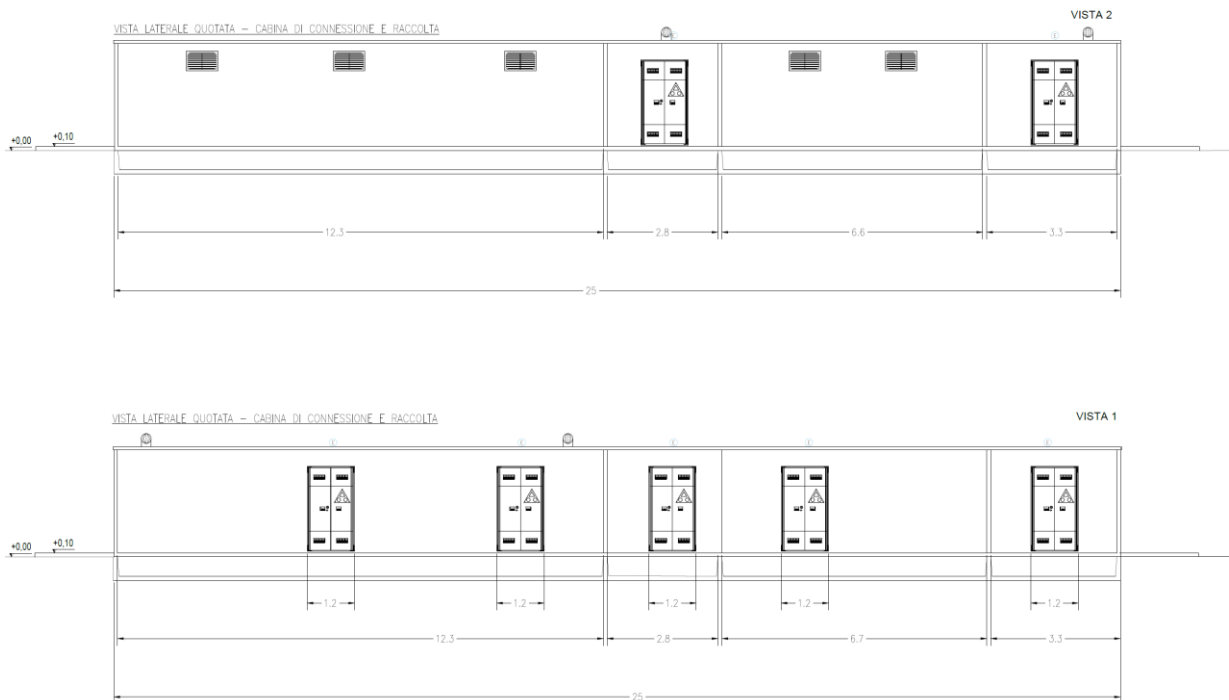 VISTA 2
VISTA LATERALE QUOTATA – CABINA DI CONNESSIONE E RACCOLTA
E E
+0,00 +0,10
12.3 2.8 6.6 3.3
25
VISTA LATERALE QUOTATA – CABINA DI CONNESSIONE E RACCOLTA
VISTA 1
E E E E E
+0,00 +0,10
1.2 1.2 1.2 1.2 1.2
12.3 2.8 6.7 3.3
25